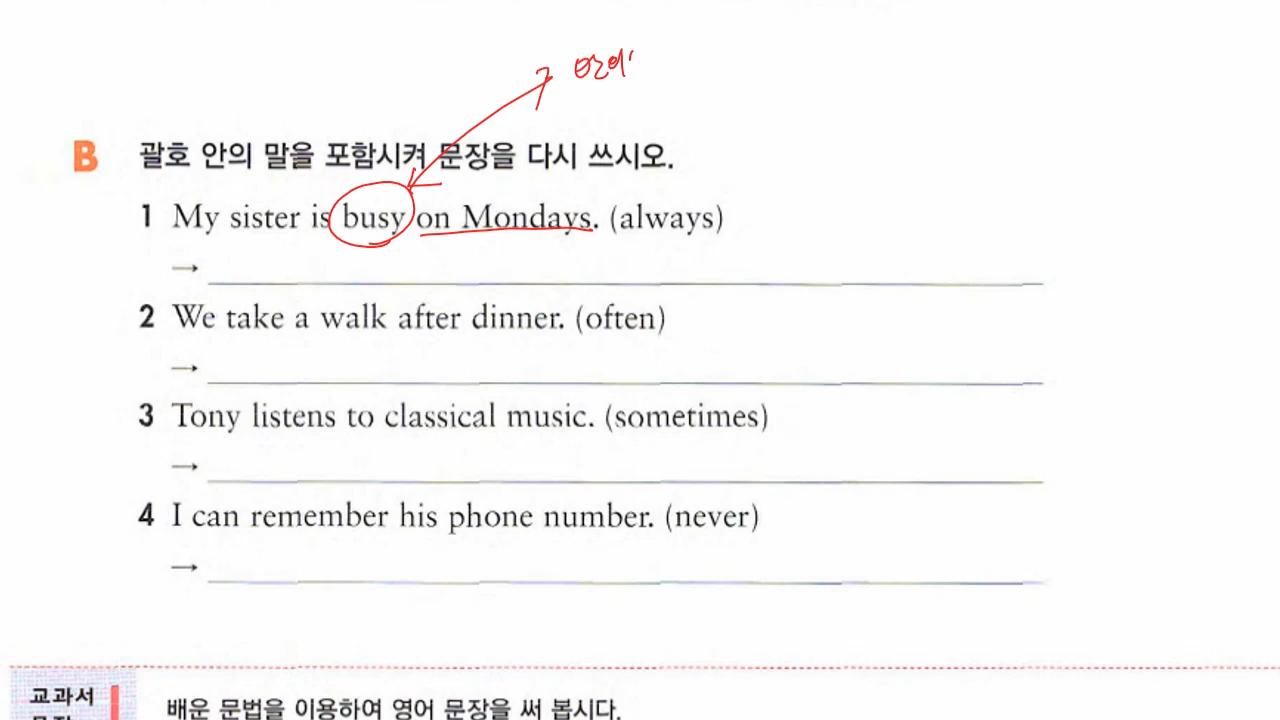 B 괄호 안의 말을 포함시켜 문장을 다시 쓰시오.
1 My sister is busy on Mondays. (always)
→
2 We take a walk after dinner. (often)
→
3 Tony listens to classical music. (sometimes)
→
4 I can remember his phone number. (never)
→
교과서
배운 문법을 이용하여 영어 문장을 써 봅시다.